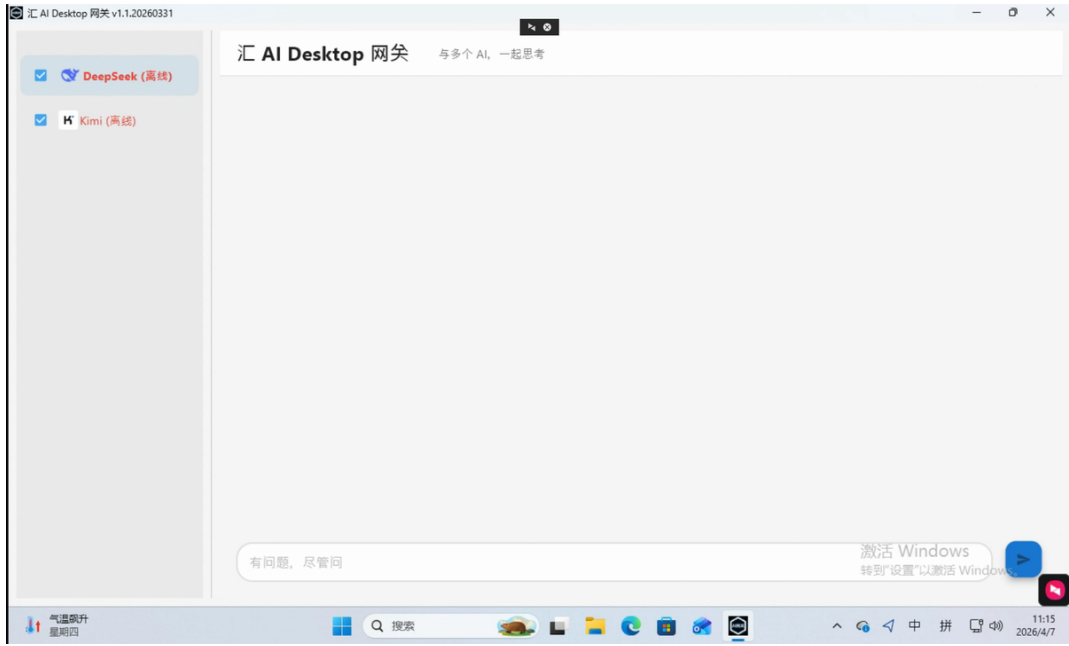 汇 AI Desktop 网关 v1.1.20260331
汇 AI Desktop 网关
与多个 AI，一起思考
DeepSeek (离线)
Kimi (离线)
有问题，尽管问
激活 Windows
转到“设置”以激活 Windows。
气温飙升
星期四
搜索
中
拼
11:15
2026/4/7